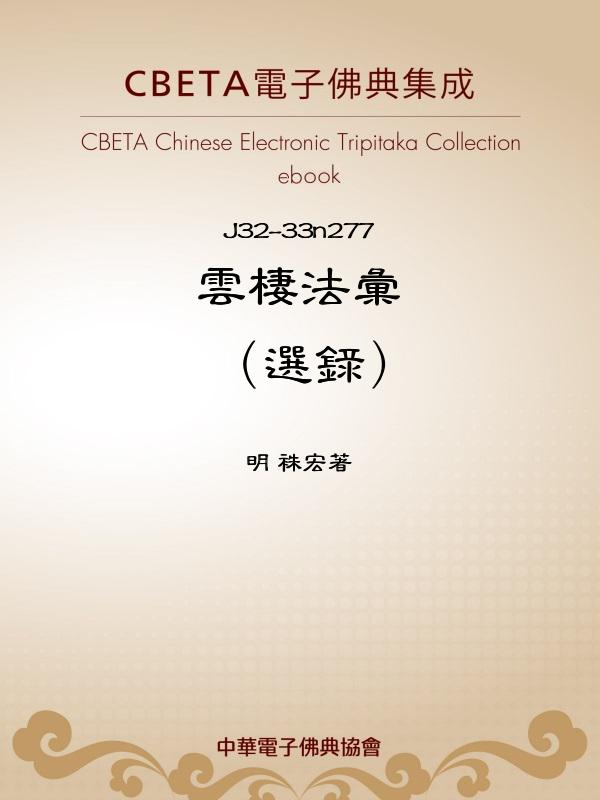 CBETA電子佛典集成
CBETA Chinese Electronic Tripitaka Collection
ebook
J32-33n277
雲棲法彙
（選錄）
明 袾宏著
中華電子佛典協會